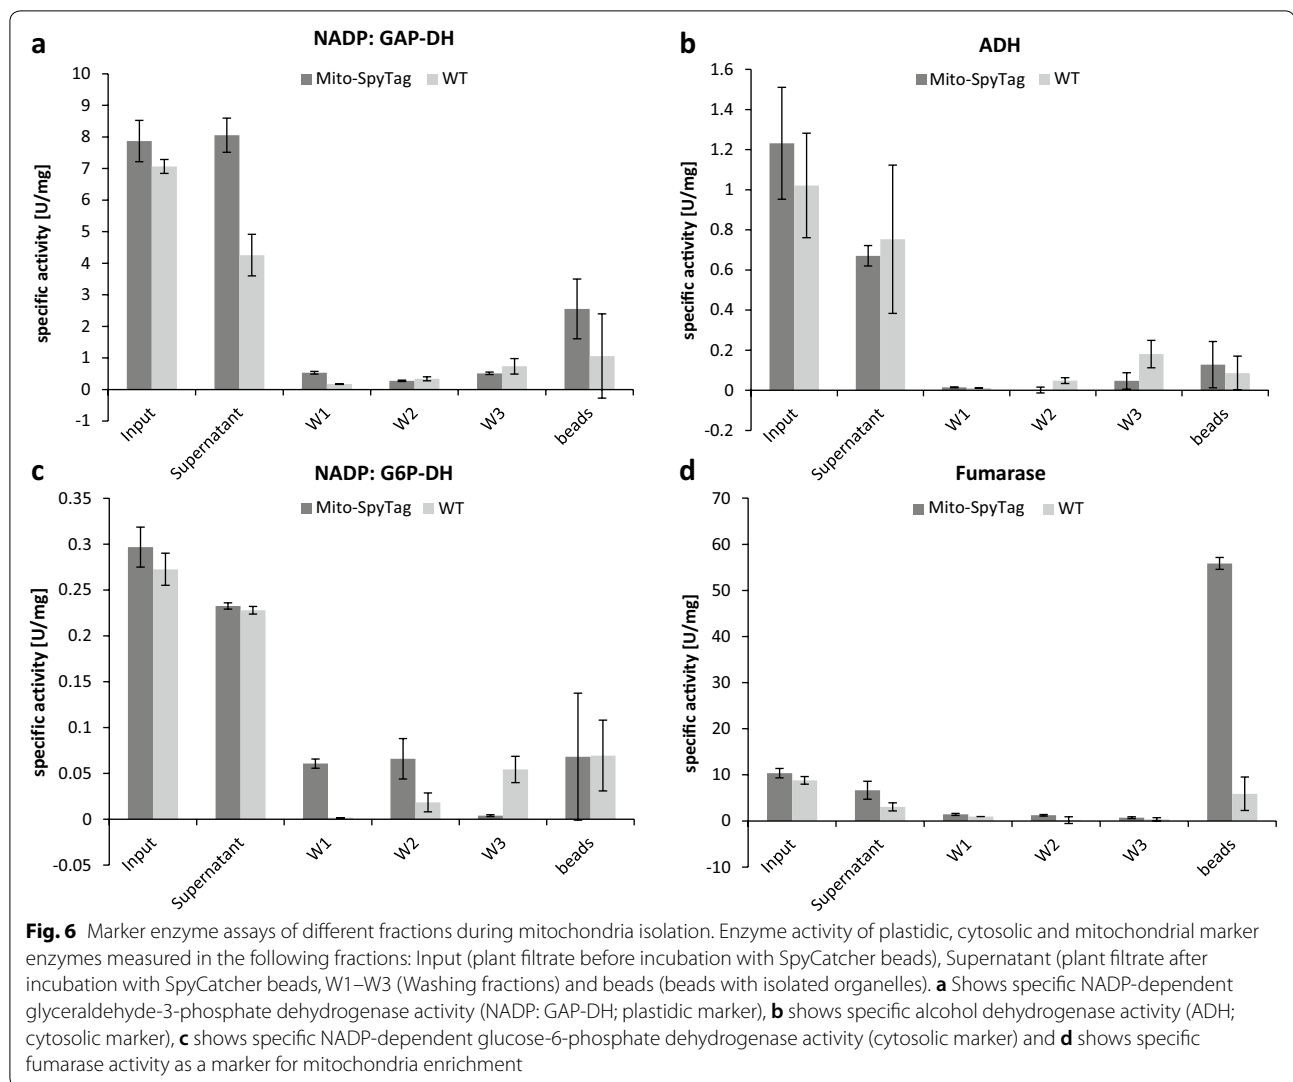 a
NADP: GAP-DH
Mito-SpyTag WT
specific activity [U/mg]
10
9
8
7
6
5
4
3
2
1
0
-1
Input
Supernatant
W1
W2
W3
beads
b
ADH
Mito-SpyTag WT
specific activity [U/mg]
1.6
1.4
1.2
1
0.8
0.6
0.4
0.2
0
-0.2
Input
Supernatant
W1
W2
W3
beads
c
NADP: G6P-DH
Mito-SpyTag WT
specific activity [U/mg]
0.35
0.3
0.25
0.2
0.15
0.1
0.05
0
-0.05
Input
Supernatant
W1
W2
W3
beads
d
Fumarase
Mito-SpyTag WT
specific activity [U/mg]
70
60
50
40
30
20
10
0
-10
Input
Supernatant
W1
W2
W3
beads
Fig. 6 Marker enzyme assays of different fractions during mitochondria isolation. Enzyme activity of plastidic, cytosolic and mitochondrial marker
enzymes measured in the following fractions: Input (plant filtrate before incubation with SpyCatcher beads), Supernatant (plant filtrate after
incubation with SpyCatcher beads, W1–W3 (Washing fractions) and beads (beads with isolated organelles). a Shows specific NADP-dependent
glyceraldehyde-3-phosphate dehydrogenase activity (NADP: GAP-DH; plastidic marker), b shows specific alcohol dehydrogenase activity (ADH;
cytosolic marker), c shows specific NADP-dependent glucose-6-phosphate dehydrogenase activity (cytosolic marker) and d shows specific
fumarase activity as a marker for mitochondria enrichment